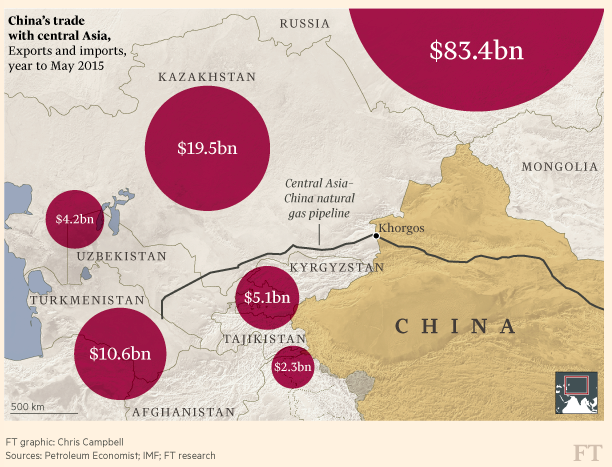 China's trade
with central Asia,
Exports and imports,
year to May 2015
RUSSIA
$83.4bn
KAZAKHSTAN
$19.5bn
MONGOLIA
Central Asia–
China natural
gas pipeline
$4.2bn
Khorgos
UZBEKISTAN
KYRGYZSTAN
TURKMENISTAN
$5.1bn
CHINA
TAJIKISTAN
$10.6bn
$2.3bn
500 km
AFGHANISTAN
FT graphic: Chris Campbell
Sources: Petroleum Economist; IMF; FT research
FT